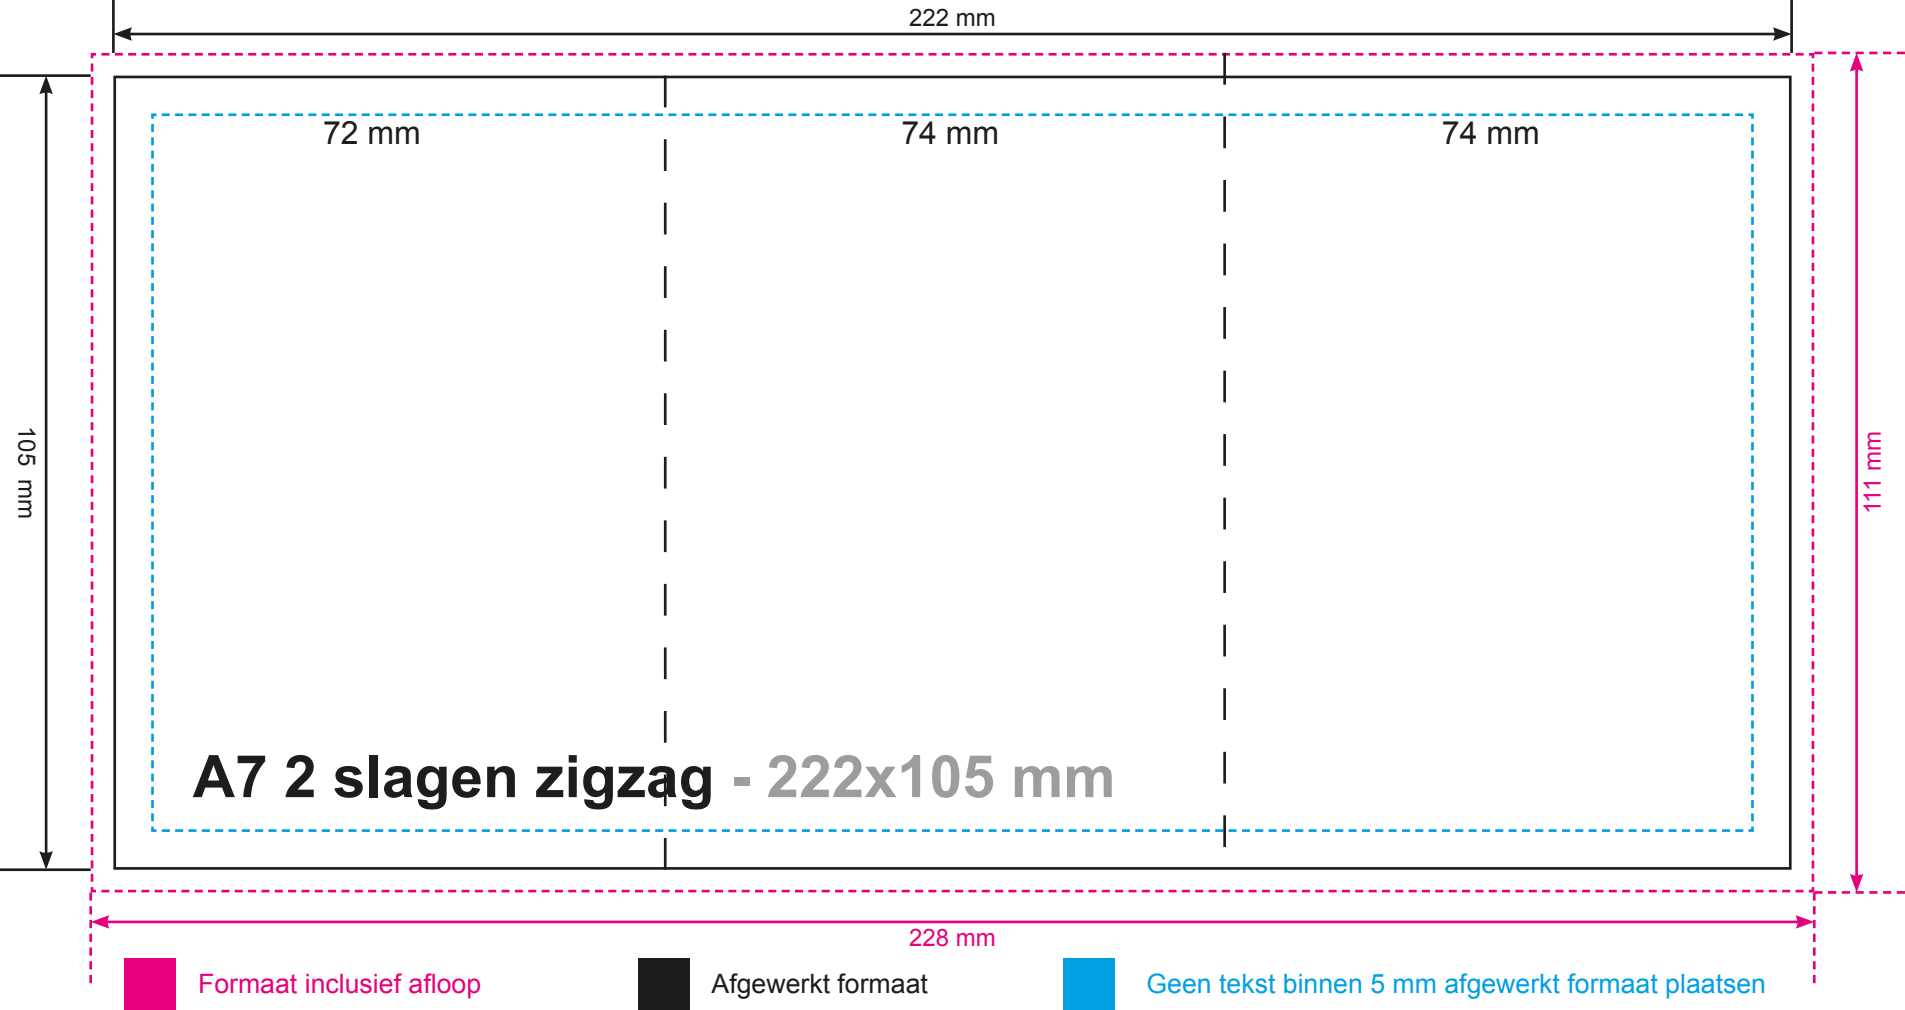 222 mm
72 mm
74 mm
74 mm
105 mm
111 mm
A7 2 slagen zigzag - 222x105 mm
228 mm
Formaat inclusief afloop
Afgewerkt formaat
Geen tekst binnen 5 mm afgewerkt formaat plaatsen